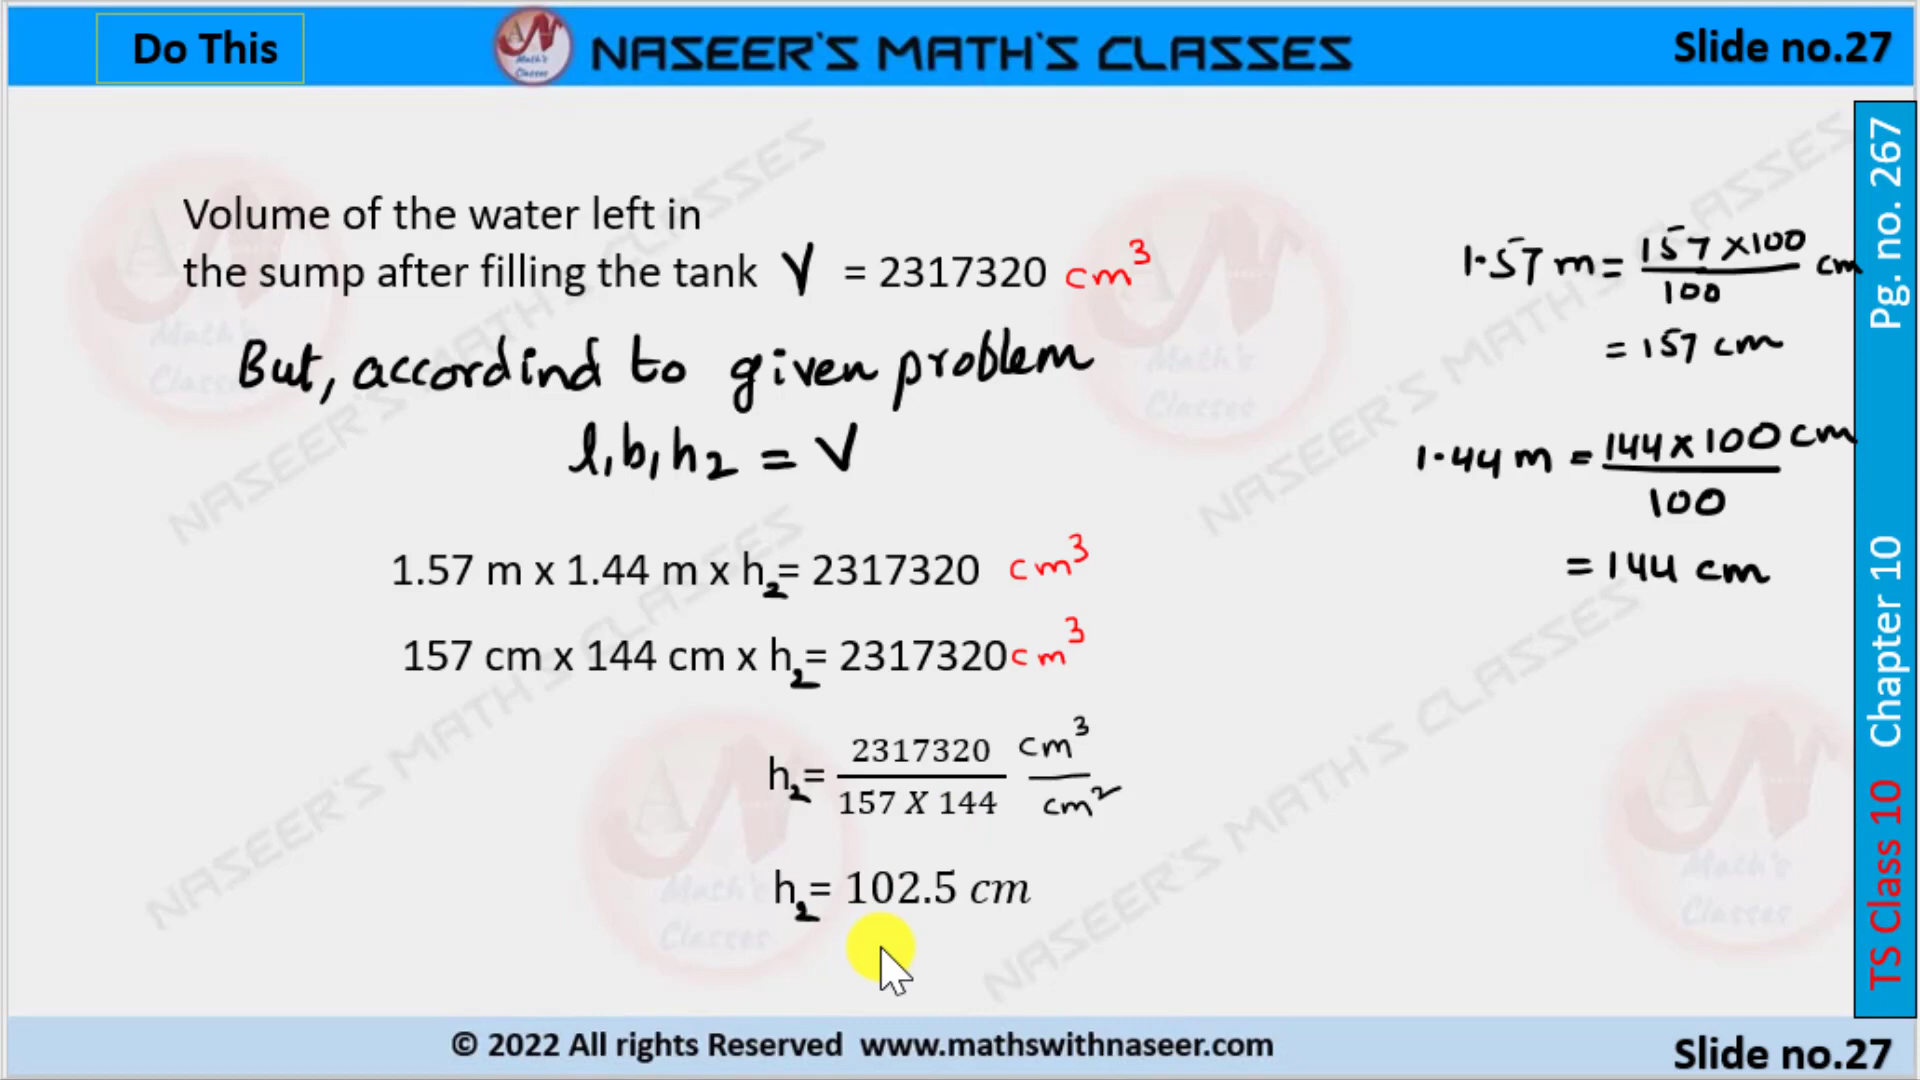 Do This
NASEER'S MATH'S CLASSES
Slide no.27
Volume of the water left in
the sump after filling the tank V = 2317320 cm³
But, accordind to given problem
l₁b₁h₂ = V
1.57 m x 1.44 m x h₂= 2317320 cm³
157 cm x 144 cm x h₂= 2317320 cm³
h₂= 2317320 / 157 X 144 cm³ / cm²
h₂= 102.5 cm
1.57 m = 157 x 100 / 100 cm
= 157 cm
1.44 m = 144 x 100 cm / 100
= 144 cm
Pg. no. 267
Chapter 10
TS Class 10
© 2022 All rights Reserved www.mathswithnaseer.com
Slide no.27